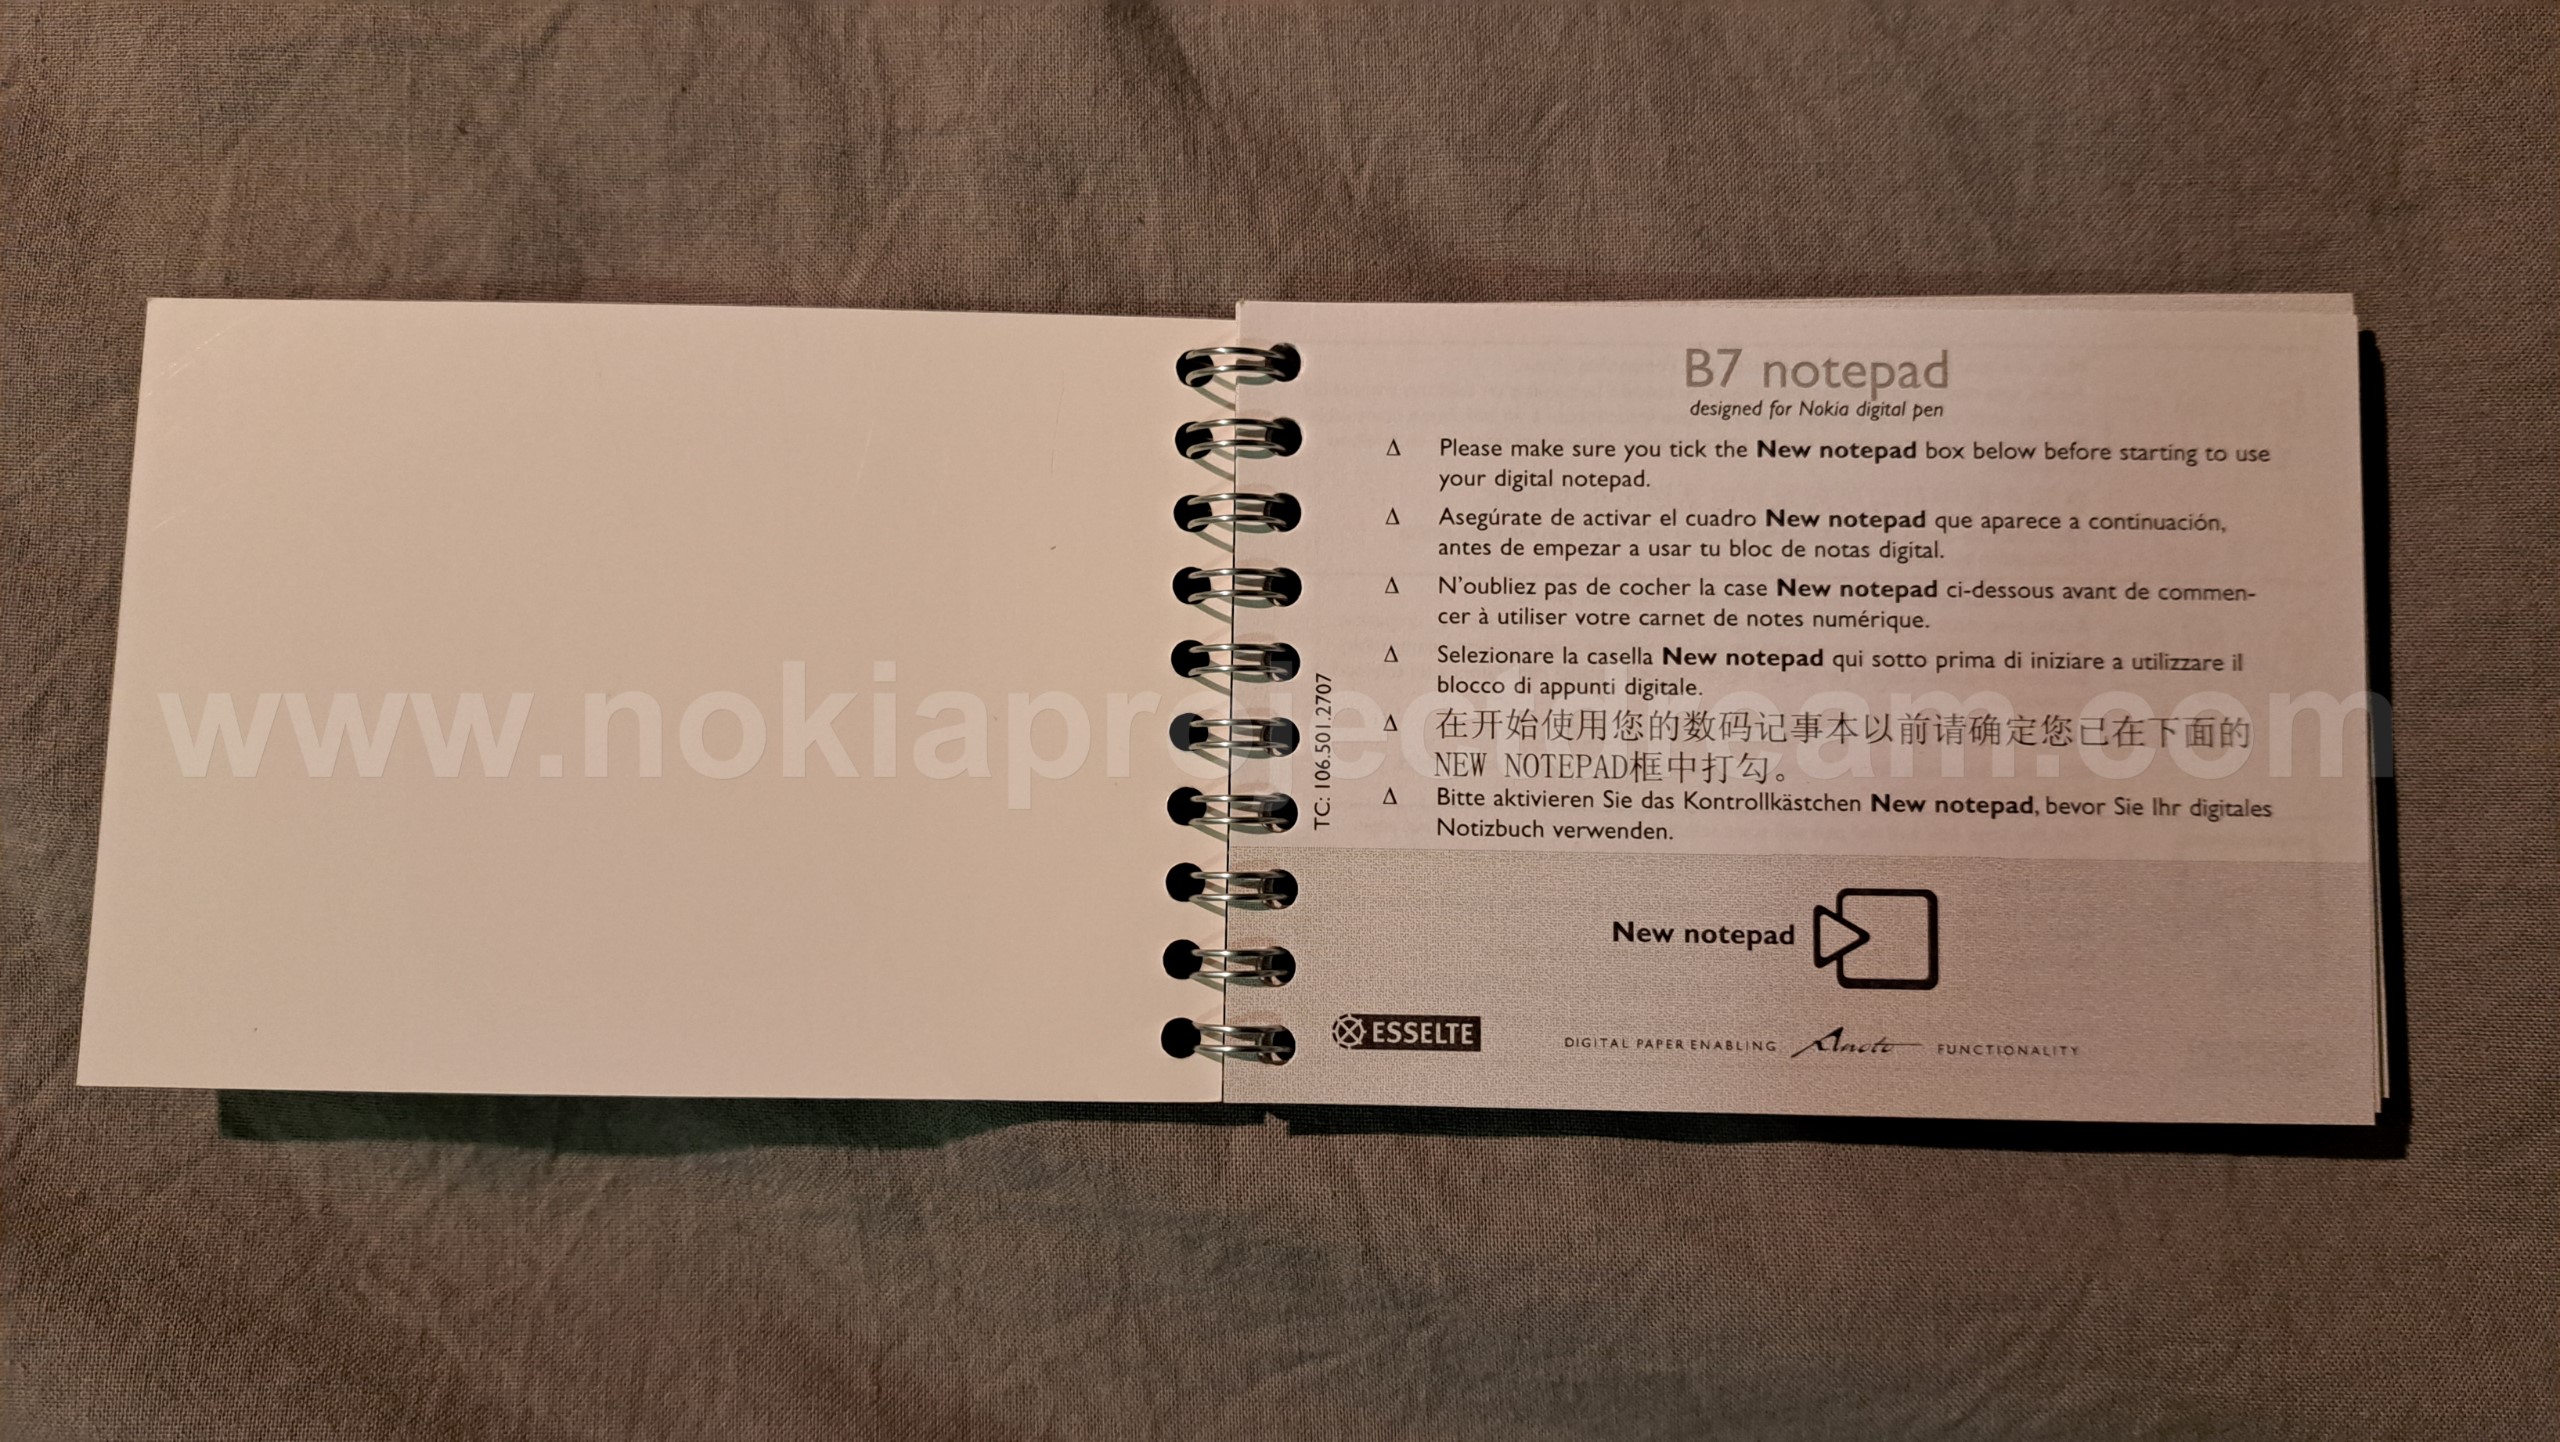 B7 notepad
designed for Nokia digital pen
Δ Please make sure you tick the New notepad box below before starting to use
your digital notepad.
Δ Asegúrate de activar el cuadro New notepad que aparece a continuación,
antes de empezar a usar tu bloc de notas digital.
Δ N'oubliez pas de cocher la case New notepad ci-dessous avant de commen-
cer à utiliser votre carnet de notes numérique.
Δ Selezionare la casella New notepad qui sotto prima di iniziare a utilizzare il
blocco di appunti digitale.
Δ 在开始使用您的数码记事本以前请确定您已在下面的
NEW NOTEPAD框中打勾。
Δ Bitte aktivieren Sie das Kontrollkästchen New notepad, bevor Sie Ihr digitales
Notizbuch verwenden.
TC: 106.501.2707
New notepad
ESSELTE
DIGITAL PAPER ENABLING Anoto FUNCTIONALITY
www.nokiaprojectdream.com